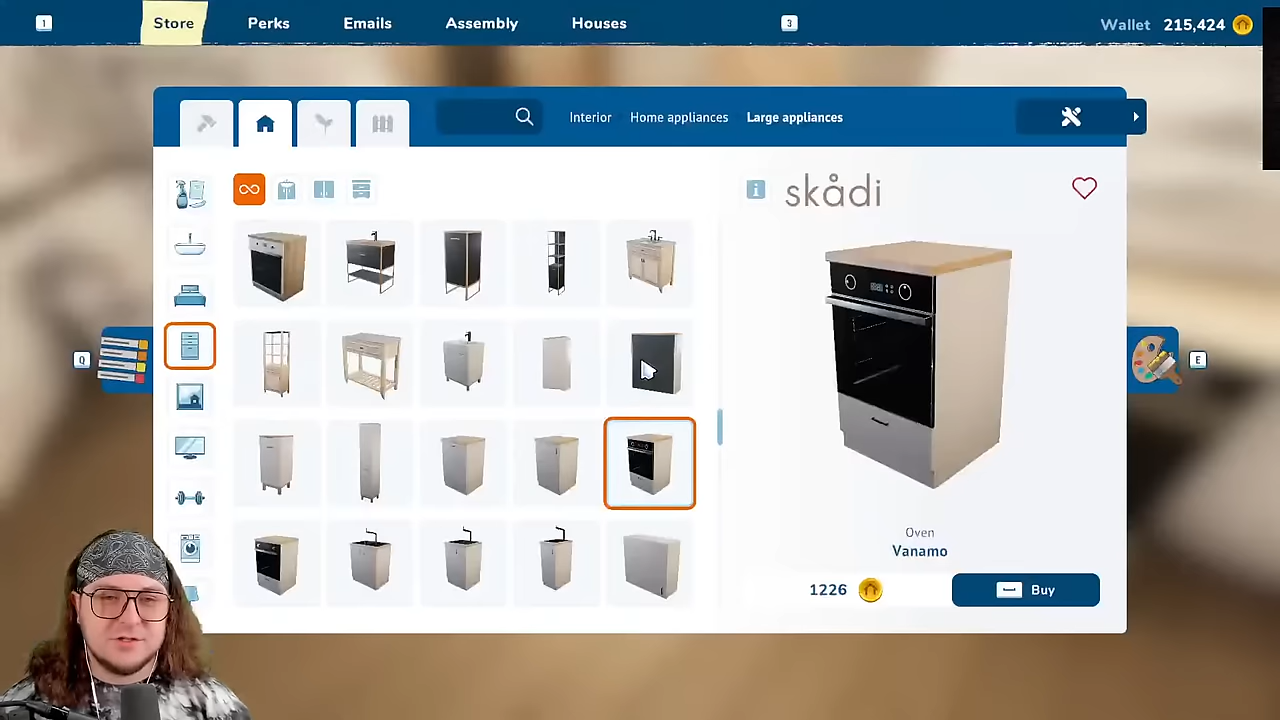 1 Store Perks Emails Assembly Houses 3 Wallet 215,424
Interior Home appliances Large appliances
i skådi
Q
E
Oven
Vanamo
1226 Buy